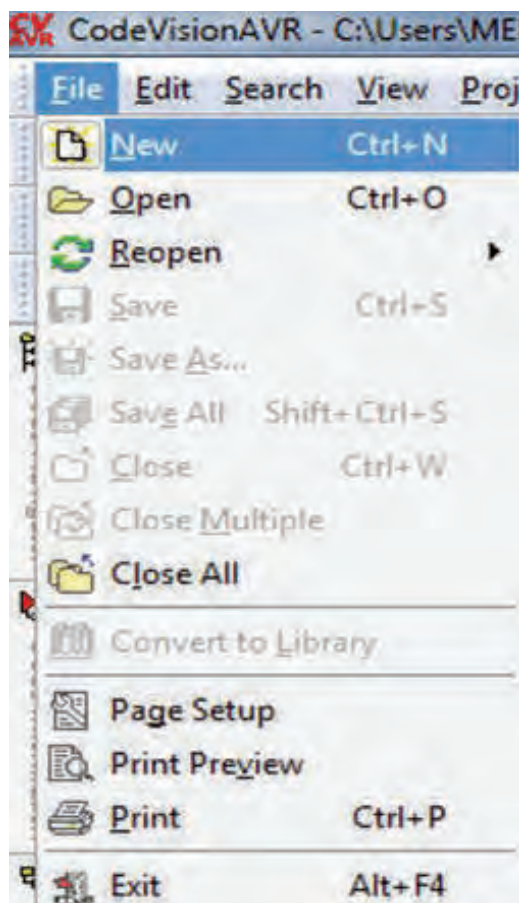 CodeVisionAVR - C:\Users\ME
File Edit Search View Proj
New Ctrl+N
Open Ctrl+O
Reopen
Save Ctrl+S
Save As...
Save All Shift+Ctrl+S
Close Ctrl+W
Close Multiple
Close All
Convert to Library
Page Setup
Print Preview
Print Ctrl+P
Exit Alt+F4